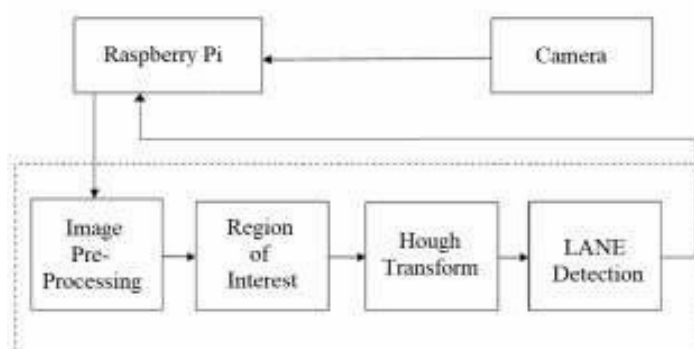 Raspberry Pi
Camera
Image
Pre-
Processing
Region
of
Interest
Hough
Transform
LANE
Detection